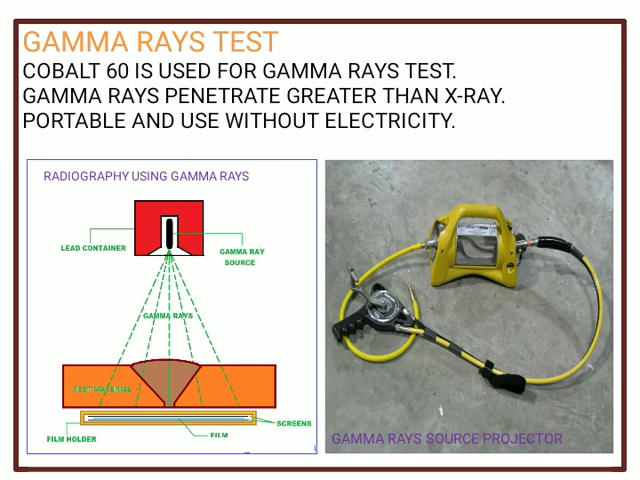 GAMMA RAYS TEST
COBALT 60 IS USED FOR GAMMA RAYS TEST.
GAMMA RAYS PENETRATE GREATER THAN X-RAY.
PORTABLE AND USE WITHOUT ELECTRICITY.
RADIOGRAPHY USING GAMMA RAYS
LEAD CONTAINER
GAMMA RAY
SOURCE
GAMMA RAYS
TEST MATERIAL
SCREENS
FILM
FILM HOLDER
GAMMA RAYS SOURCE PROJECTOR